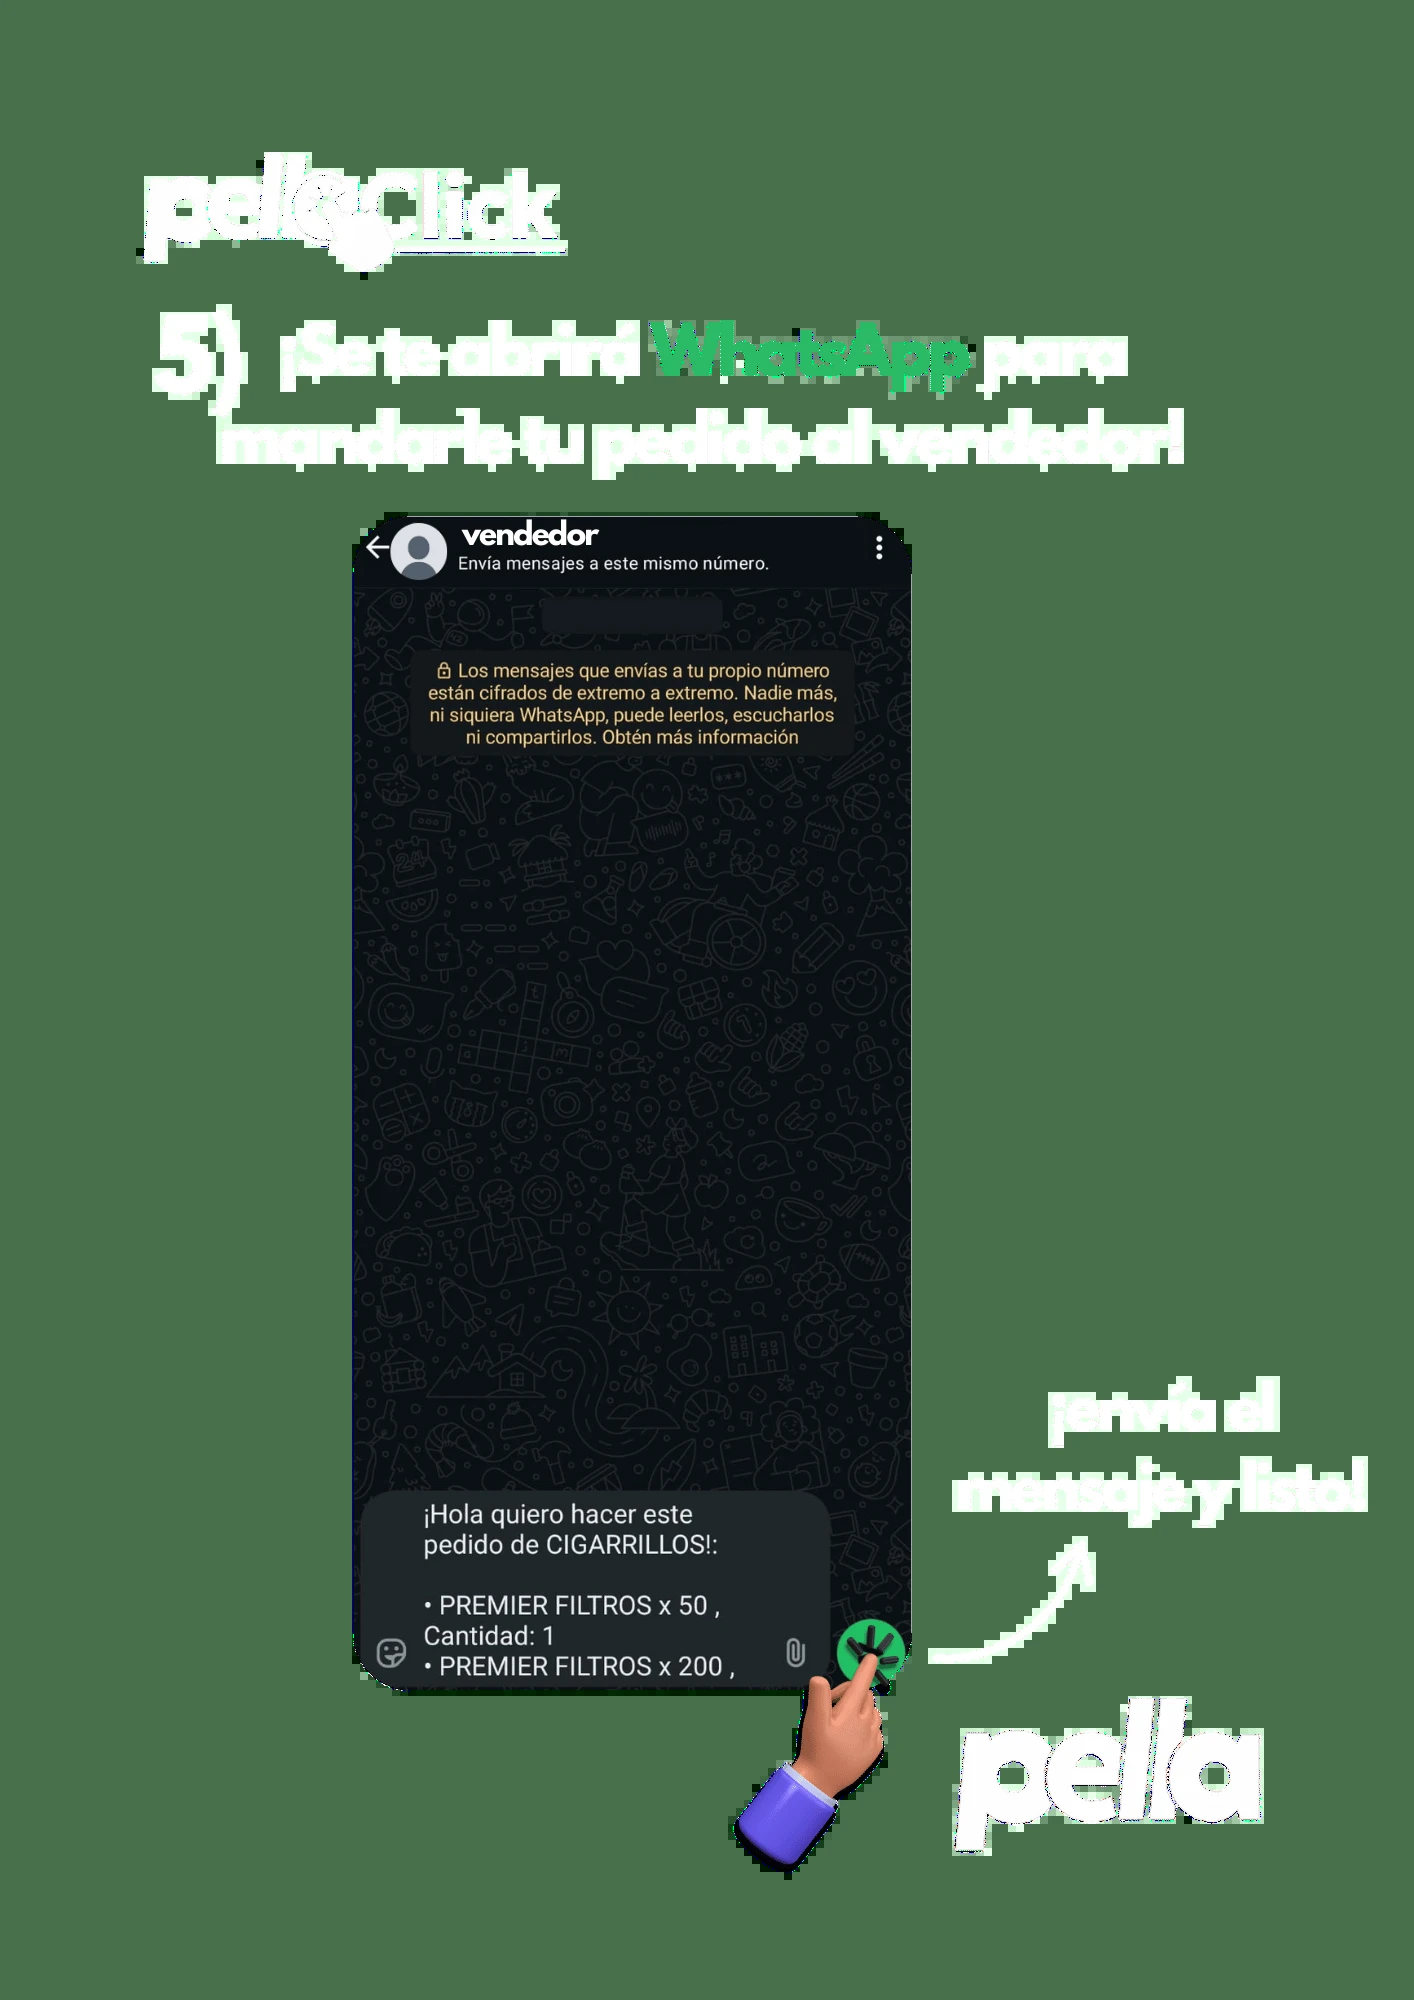 pellaClick
5) ¡Se te abrirá WhatsApp para
mandarle tu pedido al vendedor!
vendedor
Envía mensajes a este mismo número.
Los mensajes que envías a tu propio número
están cifrados de extremo a extremo. Nadie más,
ni siquiera WhatsApp, puede leerlos, escucharlos
ni compartirlos. Obtén más información
¡Hola quiero hacer este
pedido de CIGARRILLOS!:
• PREMIER FILTROS x 50 ,
Cantidad: 1
• PREMIER FILTROS x 200 ,
¡envía el
mensaje y listo!
pella